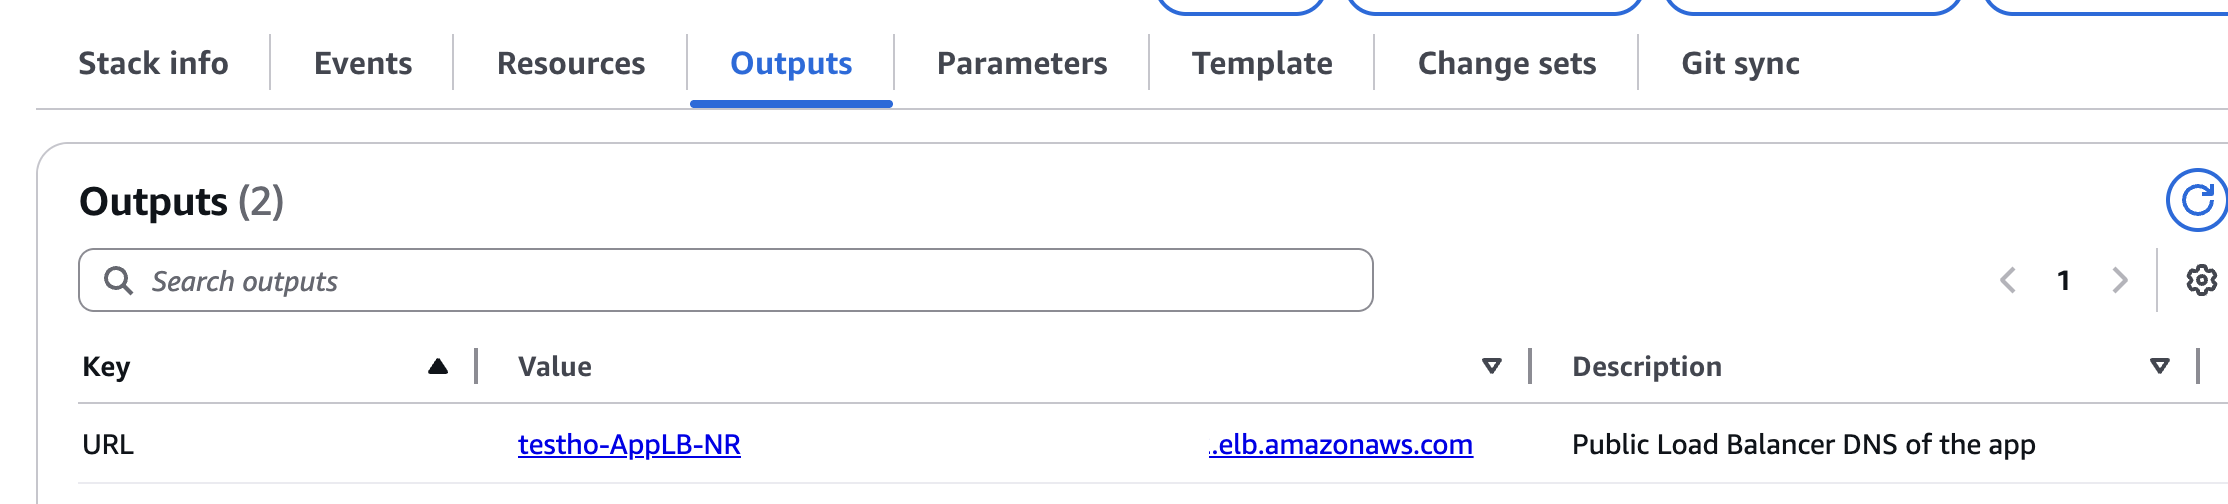 Stack info Events Resources Outputs Parameters Template Change sets Git sync
Outputs (2)
Search outputs
1
Key Value Description
URL testho-AppLB-NR .elb.amazonaws.com Public Load Balancer DNS of the app